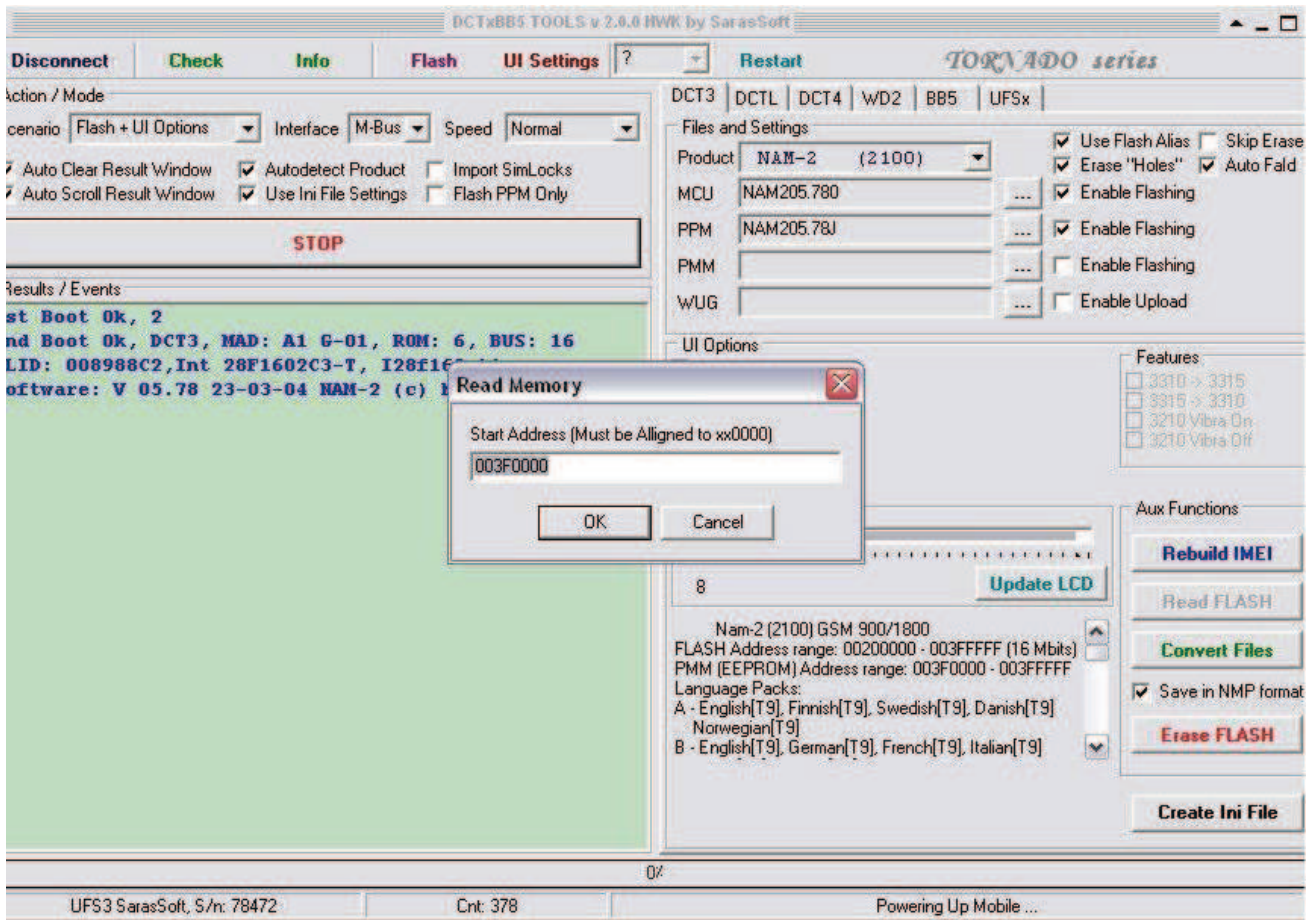 DCTxBB5 TOOLS v 2.0.0 HWK by SarasSoft
Disconnect Check Info Flash UI Settings ? Restart TORNADO series
Action / Mode
cenario Flash + UI Options Interface M-Bus Speed Normal
Auto Clear Result Window Autodetect Product Import SimLocks
Auto Scroll Result Window Use Ini File Settings Flash PPM Only
STOP
Results / Events
st Boot Ok, 2
nd Boot Ok, DCT3, MAD: A1 G-01, ROM: 6, BUS: 16
LID: 008988C2,Int 28F1602C3-T,
oftware: V 05.78 23-03-04 NAM-2 (c)
DCT3 DCTL DCT4 WD2 BB5 UFSx
Files and Settings
Use Flash Alias Skip Erase
Product NAM-2 (2100) Erase "Holes" Auto Fald
MCU NAM205.780 ... Enable Flashing
PPM NAM205.78J ... Enable Flashing
PMM ... Enable Flashing
WUG ... Enable Upload
UI Options
Features
3310 -> 3315
3315 -> 3310
3210 Vibra On
3210 Vibra Off
Read Memory
Start Address (Must be Alligned to xx0000)
003F0000
OK Cancel
8
Update LCD
Nam-2 (2100) GSM 900/1800
FLASH Address range: 00200000 - 003FFFFF (16 Mbits)
PMM (EEPROM) Address range: 003F0000 - 003FFFFF
Language Packs:
A - English[T9], Finnish[T9], Swedish[T9], Danish[T9]
Norwegian[T9]
B - English[T9], German[T9], French[T9], Italian[T9]
Aux Functions
Rebuild IMEI
Read FLASH
Convert Files
Save in NMP format
Erase FLASH
Create Ini File
0%
UFS3 SarasSoft, S/n: 78472 Cnt: 378 Powering Up Mobile ...